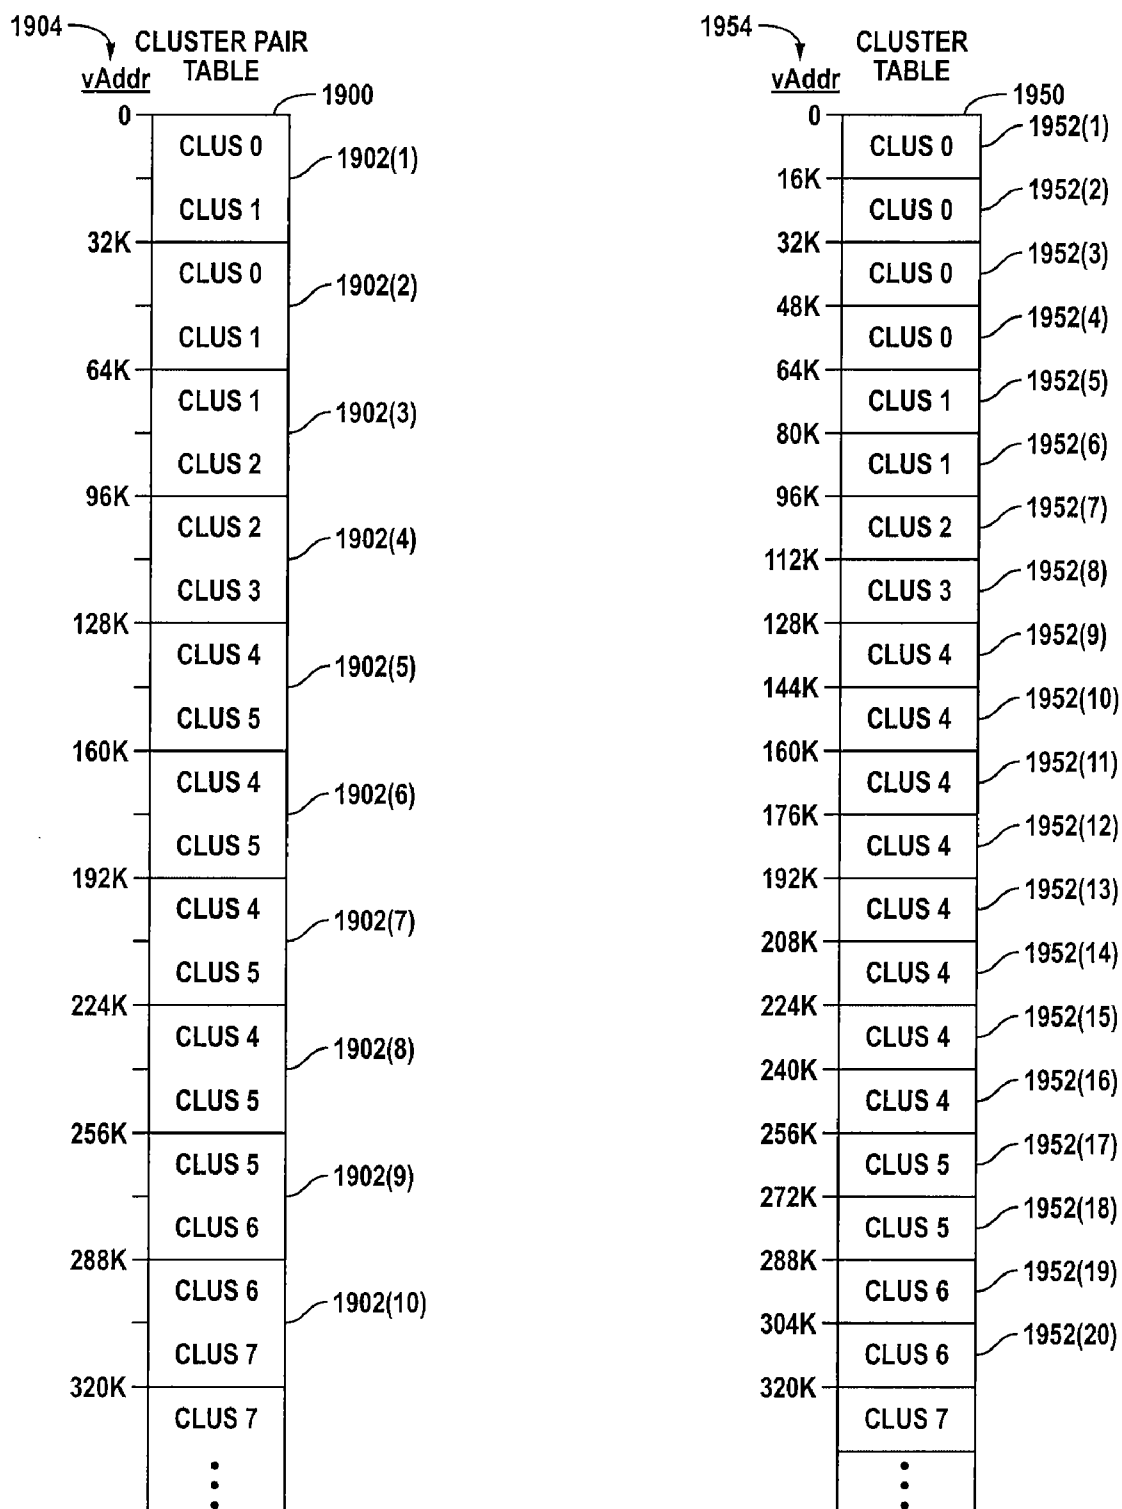 1904
CLUSTER PAIR
TABLE
vAddr
1900
0
CLUS 0
1902(1)
CLUS 1
32K
CLUS 0
1902(2)
CLUS 1
64K
CLUS 1
1902(3)
CLUS 2
96K
CLUS 2
1902(4)
CLUS 3
128K
CLUS 4
1902(5)
CLUS 5
160K
CLUS 4
1902(6)
CLUS 5
192K
CLUS 4
1902(7)
CLUS 5
224K
CLUS 4
1902(8)
CLUS 5
256K
CLUS 5
1902(9)
CLUS 6
288K
CLUS 6
1902(10)
CLUS 7
320K
CLUS 7
1954
CLUSTER
TABLE
vAddr
1950
0
CLUS 0
1952(1)
16K
CLUS 0
1952(2)
32K
CLUS 0
1952(3)
48K
CLUS 0
1952(4)
64K
CLUS 1
1952(5)
80K
CLUS 1
1952(6)
96K
CLUS 2
1952(7)
112K
CLUS 3
1952(8)
128K
CLUS 4
1952(9)
144K
CLUS 4
1952(10)
160K
CLUS 4
1952(11)
176K
CLUS 4
1952(12)
192K
CLUS 4
1952(13)
208K
CLUS 4
1952(14)
224K
CLUS 4
1952(15)
240K
CLUS 4
1952(16)
256K
CLUS 5
1952(17)
272K
CLUS 5
1952(18)
288K
CLUS 6
1952(19)
304K
CLUS 6
1952(20)
320K
CLUS 7